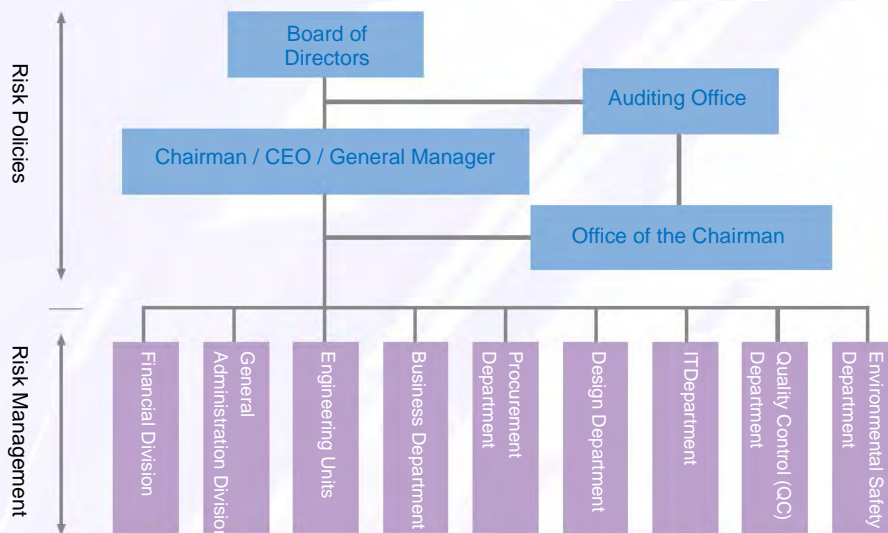 Risk Policies
Board of
Directors
Auditing Office
Chairman / CEO / General Manager
Office of the Chairman
Risk Management
Financial Division
General
Administration Division
Engineering Units
Business Department
Procurement
Department
Design Department
ITDepartment
Quality Control (QC)
Department
Environmental Safety
Department